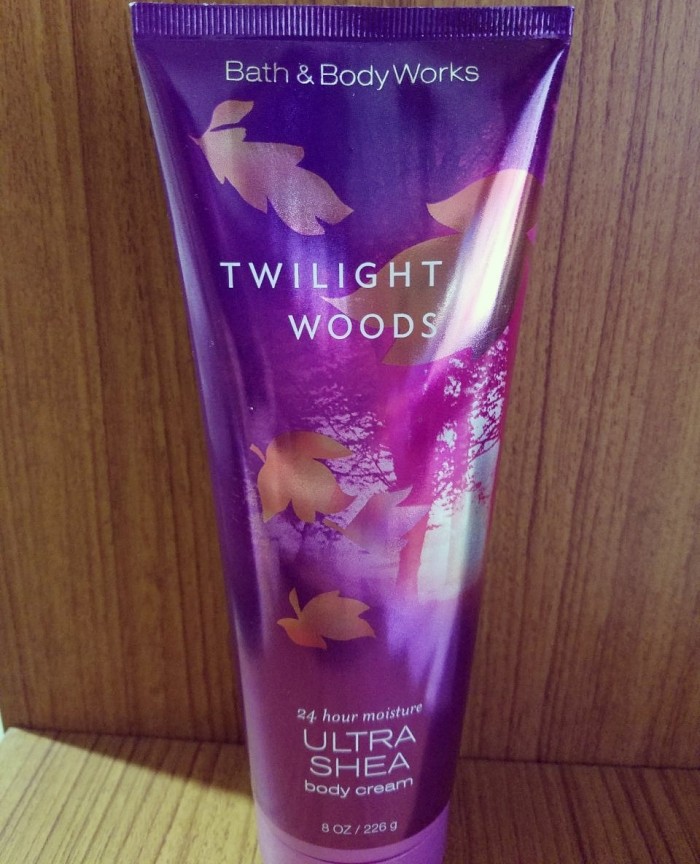 Bath & Body Works
TWILIGHT
WOODS
24 hour moisture
ULTRA
SHEA
body cream
8 OZ / 226 g